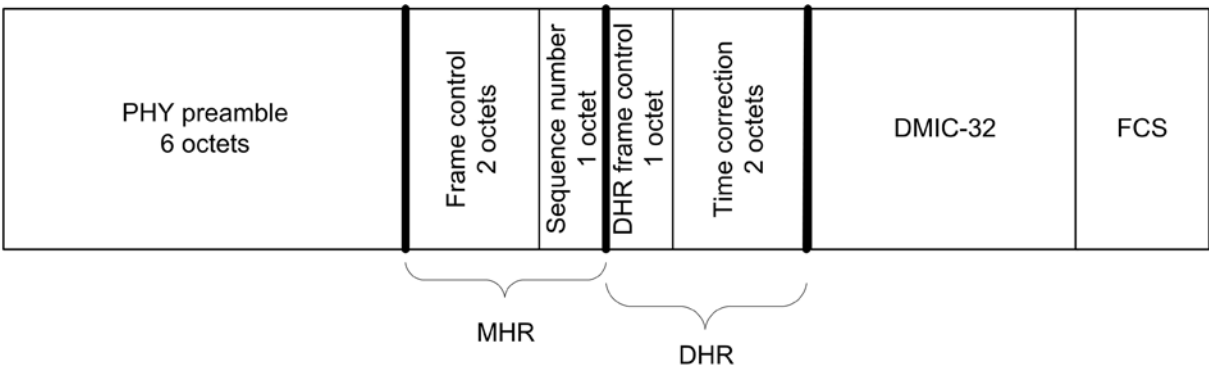 PHY preamble
6 octets
Frame control
2 octets
Sequence number
1 octet
DHR frame control
1 octet
Time correction
2 octets
DMIC-32
FCS
MHR
DHR